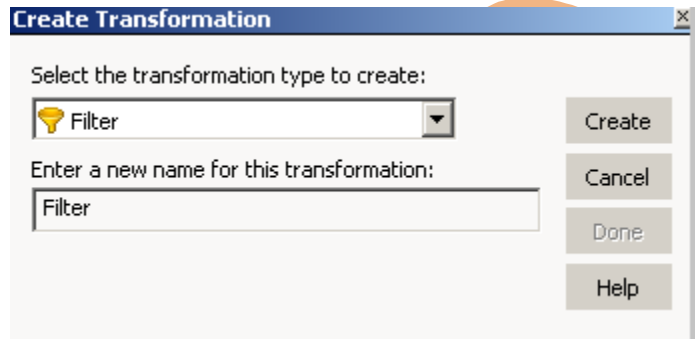 Create Transformation
Select the transformation type to create:
Filter
Create
Enter a new name for this transformation:
Cancel
Filter
Done
Help